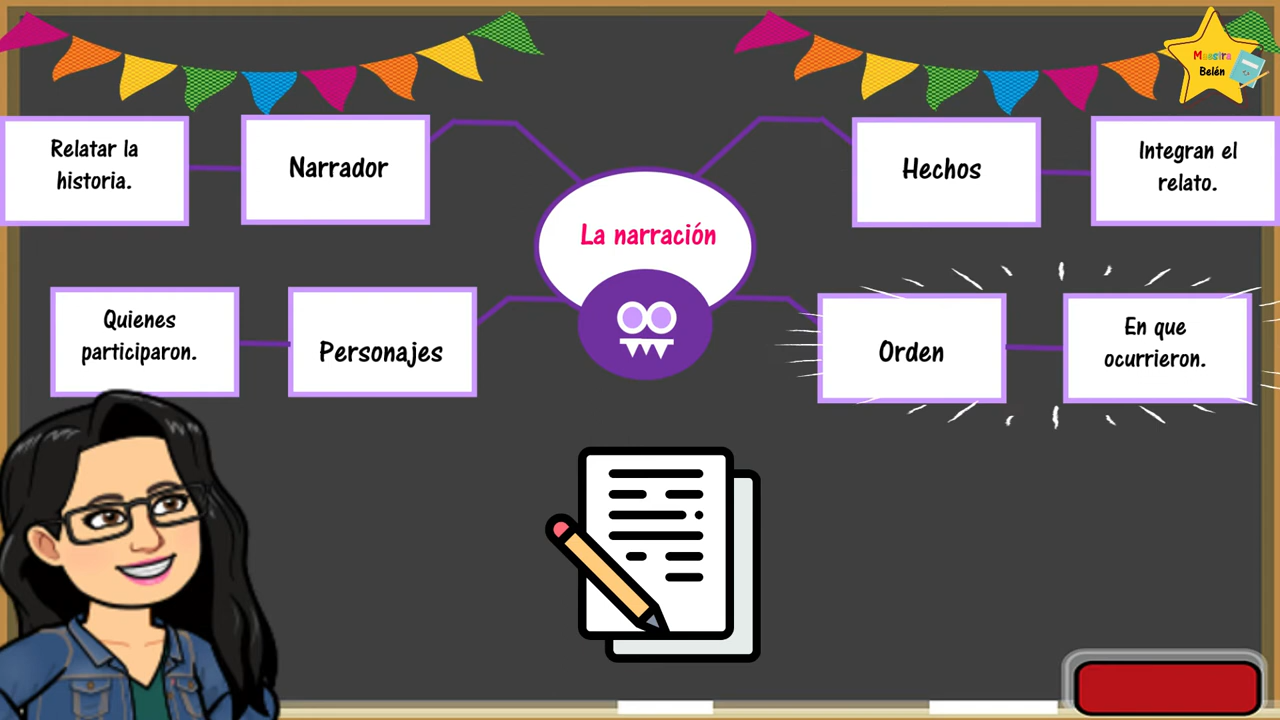 Maestra
Belén
Relatar la
historia.
Narrador
La narración
Hechos
Integran el
relato.
Quienes
participaron.
Personajes
Orden
En que
ocurrieron.